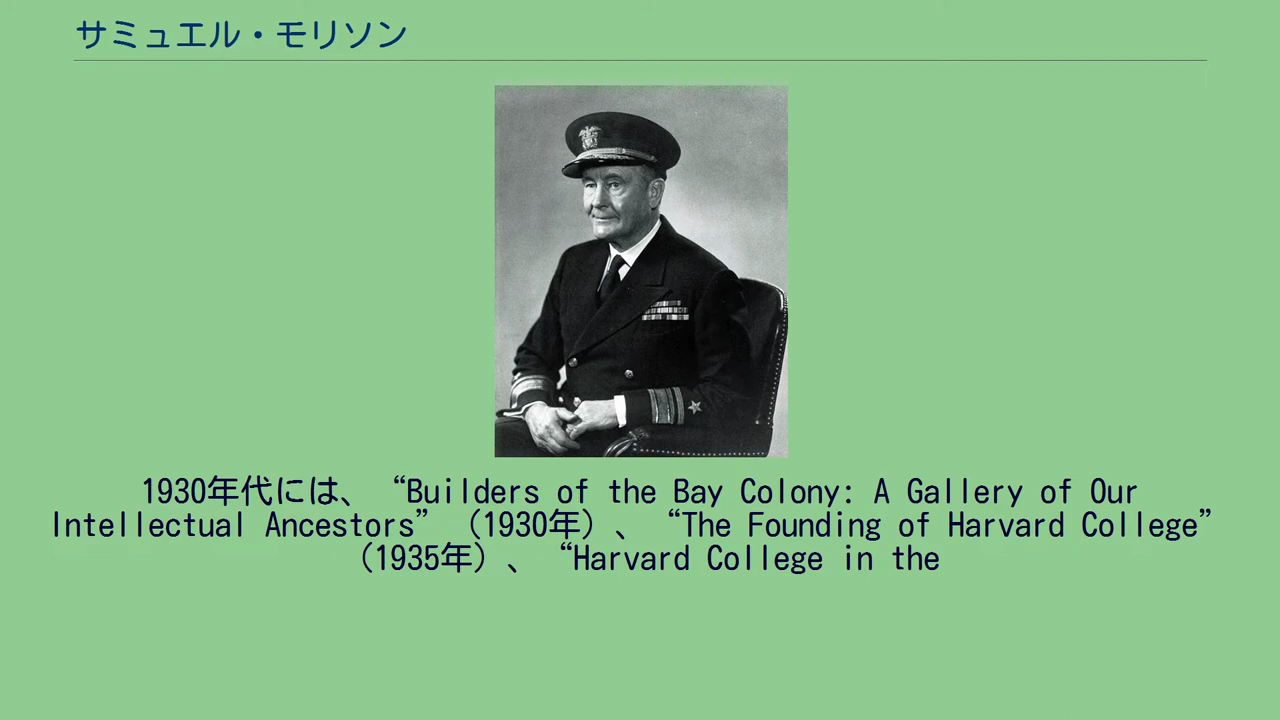 サミュエル・モリソン
1930年代には、“Builders of the Bay Colony: A Gallery of Our
Intellectual Ancestors”（1930年）、“The Founding of Harvard College”
（1935年）、“Harvard College in the